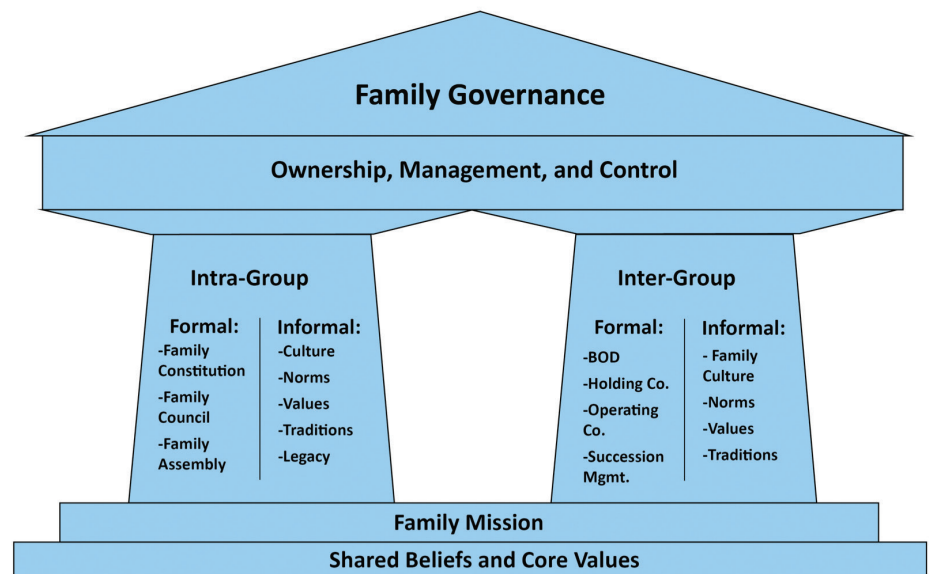 Family Governance
Ownership, Management, and Control
Intra-Group
Formal:
-Family
Constitution
-Family
Council
-Family
Assembly
Informal:
-Culture
-Norms
-Values
-Traditions
-Legacy
Inter-Group
Formal:
-BOD
-Holding Co.
-Operating
Co.
-Succession
Mgmt.
Informal:
- Family
Culture
-Norms
-Values
-Traditions
Family Mission
Shared Beliefs and Core Values